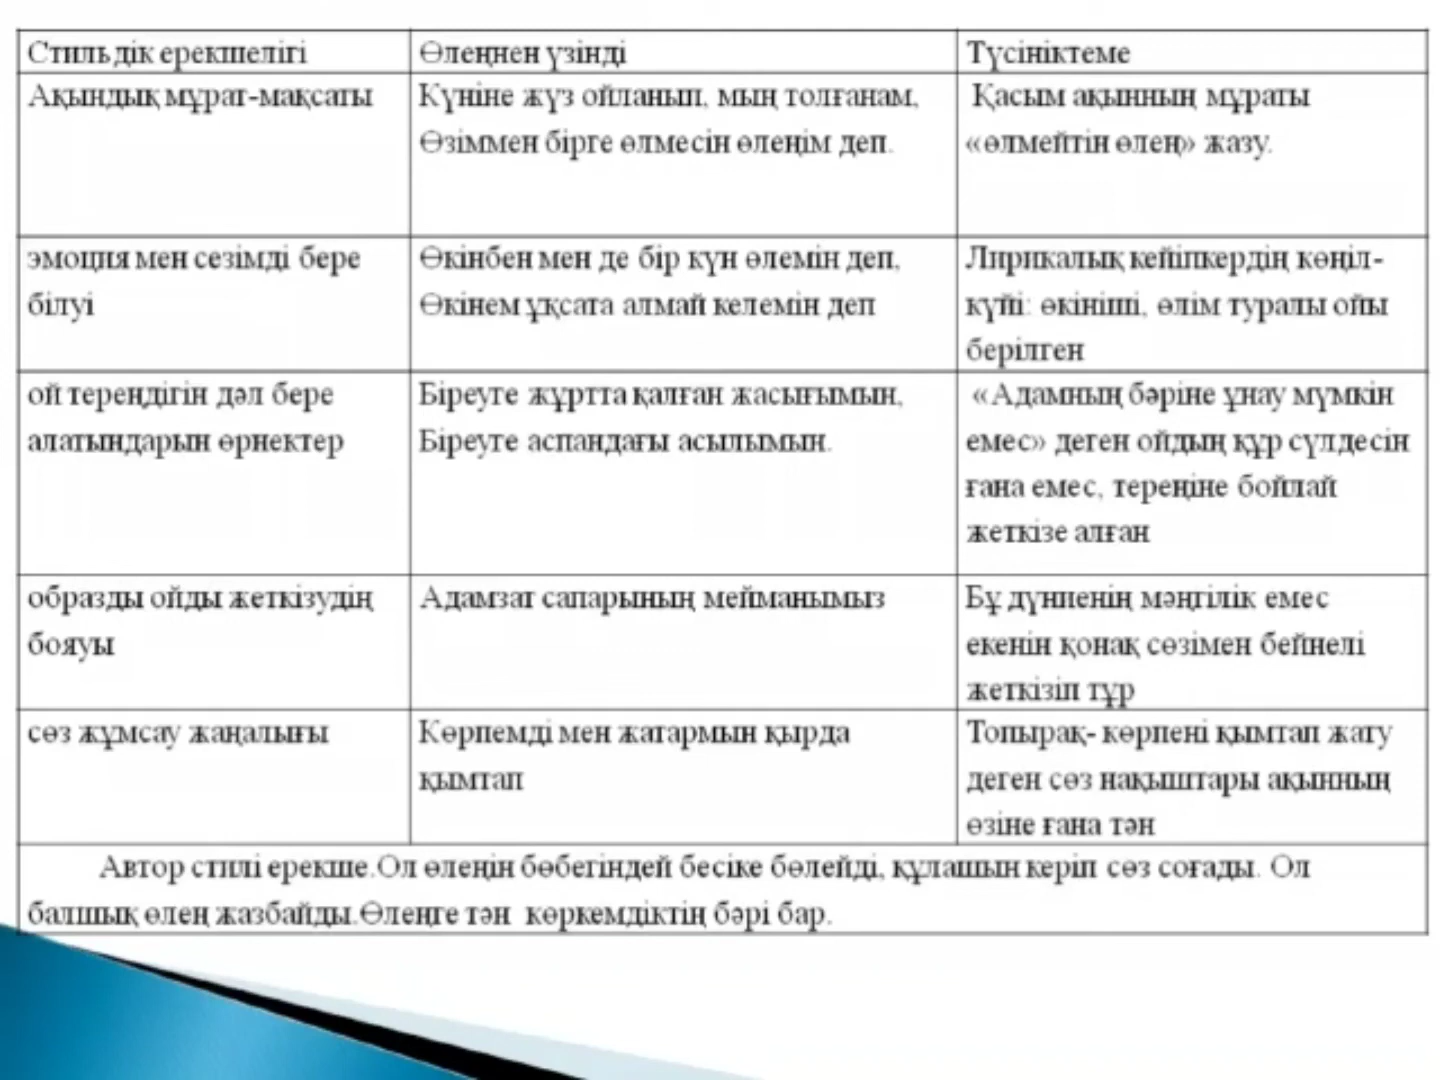 Стильдік ерекшелігі
Өлеңнен үзінді
Түсініктеме
Ақындық мұрат-мақсаты
Күніне жүз ойланып, мың толғанам,
Өзіммен бірге өлмесін өлеңім деп.
Қасым ақынның мұраты
«өлмейтін өлең» жазу.
эмоция мен сезімді бере
білуі
Өкінбен мен де бір күн өлемін деп,
Өкінем ұқсата алмай келемін деп
Лирикалық кейіпкердің көңіл-
күйі: өкініші, өлім туралы ойы
берілген
ой тереңдігін дәл бере
алатындарын өрнектер
Біреуге жұртта қалған жасығымын,
Біреуге аспандағы асылымын.
«Адамның бәріне ұнау мүмкін
емес» деген ойдың құр сүлдесін
ғана емес, тереңіне бойлай
жеткізе алған
образды ойды жеткізудің
бояуы
Адамзат сапарының мейманымыз
Бұ дүниенің мәңгілік емес
екенін қонақ сөзімен бейнелі
жеткізіп тұр
сөз жұмсау жаңалығы
Көрпемді мен жатармын қырда
қымтап
Топырақ- көрпені қымтап жату
деген сөз нақыштары ақынның
өзіне ғана тән
Автор стилі ерекше.Ол өлеңін бөбегіндей бесіке бөлейді, құлашын керіп сөз соғады. Ол
балшық өлең жазбайды.Өлеңге тән көркемдіктің бәрі бар.